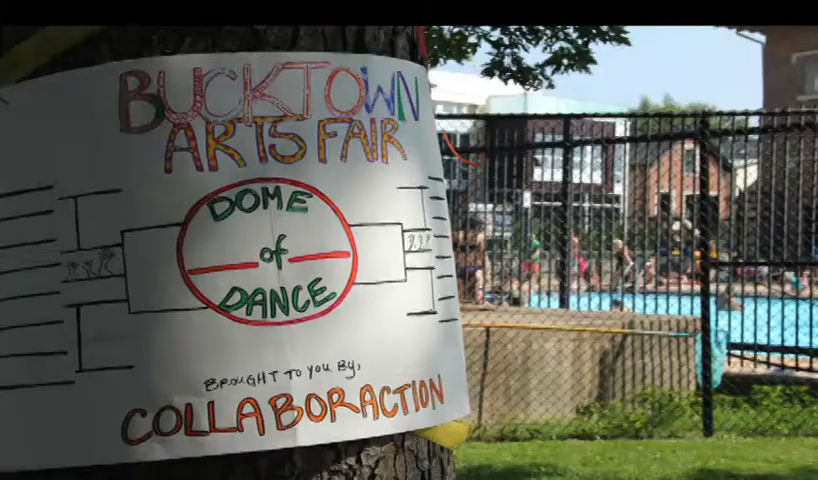 BUCKTOWN
ARTS FAIR
DOME
of
DANCE
BROUGHT TO YOU BY,
COLLABORACTION